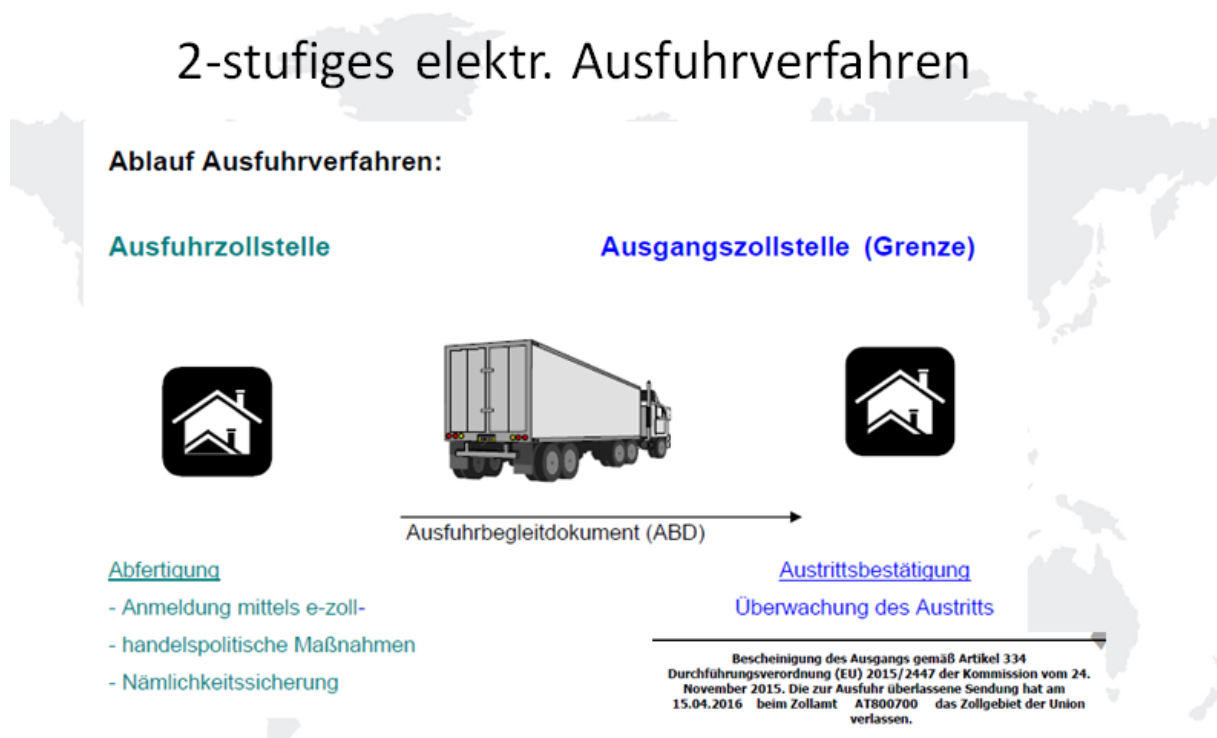 2-stufiges elektr. Ausfuhrverfahren
Ablauf Ausfuhrverfahren:
Ausfuhrzollstelle
Ausgangszollstelle (Grenze)
Ausfuhrbegleitdokument (ABD)
Abfertigung
- Anmeldung mittels e-zoll-
- handelspolitische Maßnahmen
- Nämlichkeitssicherung
Austrittsbestätigung
Überwachung des Austritts
Bescheinigung des Ausgangs gemäß Artikel 334
Durchführungsverordnung (EU) 2015/2447 der Kommission vom 24.
November 2015. Die zur Ausfuhr überlassene Sendung hat am
15.04.2016 beim Zollamt AT800700 das Zollgebiet der Union
verlassen.